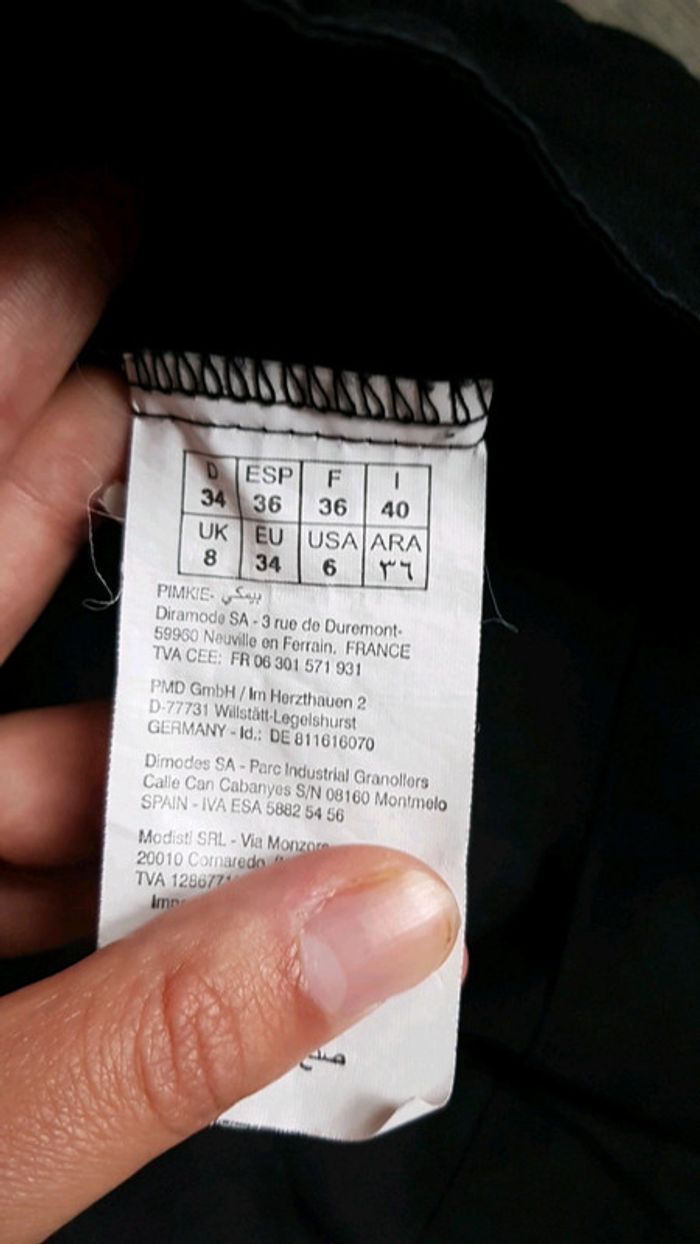 D ESP F I
34 36 36 40
UK EU USA ARA
8 34 6 ٣٦
PIMKIE- بيمكي
Diramode SA - 3 rue de Duremont-
59960 Neuville en Ferrain. FRANCE
TVA CEE: FR 06 301 571 931
PMD GmbH / Im Herzthauen 2
D-77731 Willstätt-Legelshurst
GERMANY - Id.: DE 811616070
Dimodes SA - Parc Industrial Granollers
Calle Can Cabanyes S/N 08160 Montmelo
SPAIN - IVA ESA 5882 54 56
Modisti SRL - Via
20010 Cornaredo
TVA